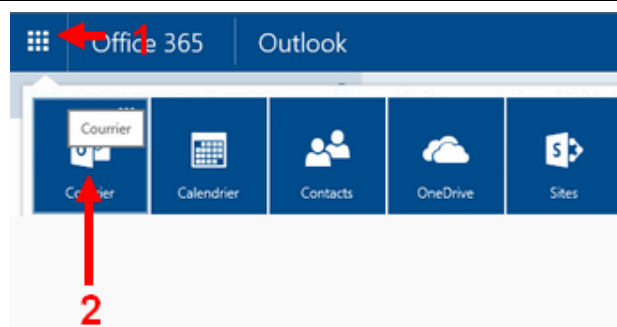 1
Office 365 Outlook
Courrier
Courrier Calendrier Contacts OneDrive Sites
2